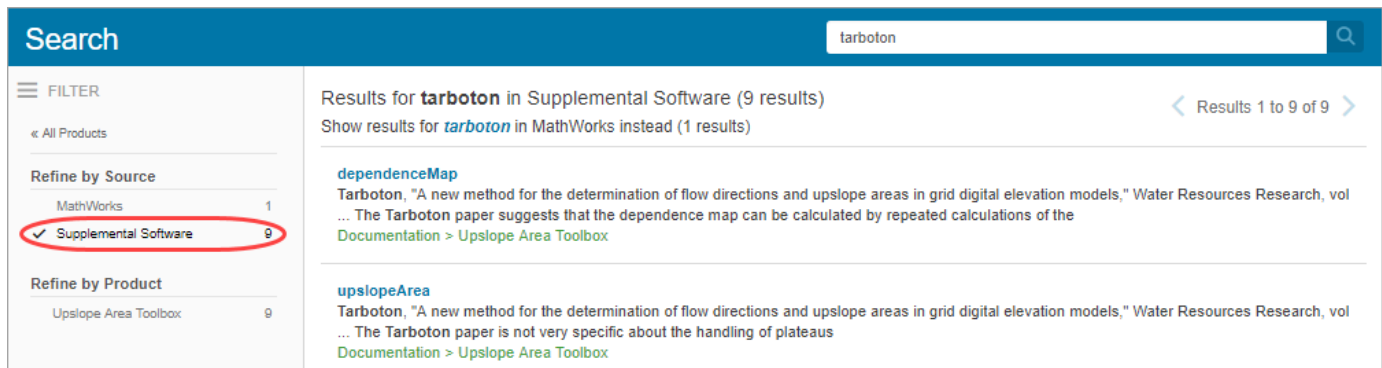 Search
tarboton
FILTER
« All Products
Refine by Source
MathWorks 1
Supplemental Software 9
Refine by Product
Upslope Area Toolbox 9
Results for tarboton in Supplemental Software (9 results)
Results 1 to 9 of 9
Show results for tarboton in MathWorks instead (1 results)
dependenceMap
Tarboton, "A new method for the determination of flow directions and upslope areas in grid digital elevation models," Water Resources Research, vol
... The Tarboton paper suggests that the dependence map can be calculated by repeated calculations of the
Documentation > Upslope Area Toolbox
upslopeArea
Tarboton, "A new method for the determination of flow directions and upslope areas in grid digital elevation models," Water Resources Research, vol
... The Tarboton paper is not very specific about the handling of plateaus
Documentation > Upslope Area Toolbox